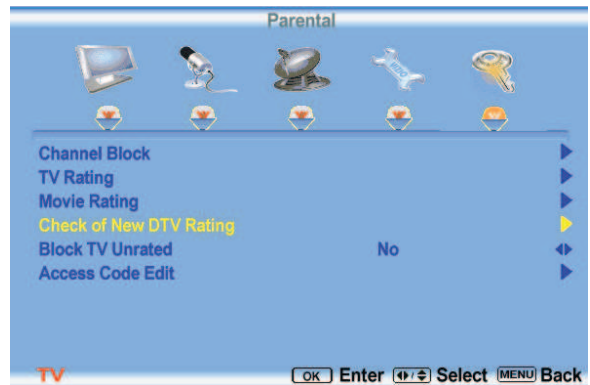 Parental
Channel Block
TV Rating
Movie Rating
Check of New DTV Rating
Block TV Unrated No
Access Code Edit
TV OK Enter Select MENU Back